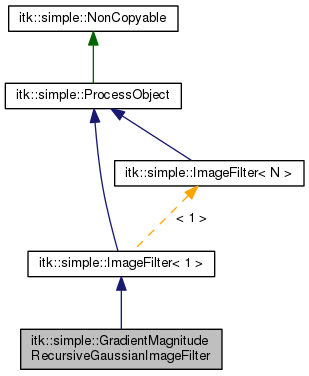 itk::simple::NonCopyable
itk::simple::ProcessObject
itk::simple::ImageFilter< N >
< 1 >
itk::simple::ImageFilter< 1 >
itk::simple::GradientMagnitude
RecursiveGaussianImageFilter